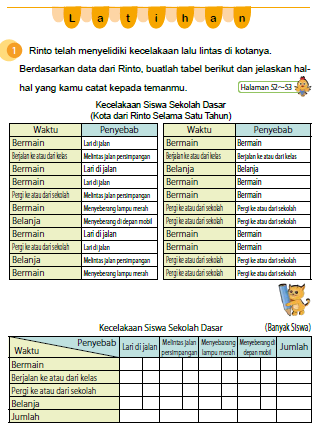 Latihan
1 Rinto telah menyelidiki kecelakaan lalu lintas di kotanya.
Berdasarkan data dari Rinto, buatlah tabel berikut dan jelaskan hal-
hal yang kamu catat kepada temanmu.
Halaman 52~53
Kecelakaan Siswa Sekolah Dasar
(Kota dari Rinto Selama Satu Tahun)
Waktu Penyebab Waktu Penyebab
Bermain Lari di jalan Bermain Bermain
Berjalan ke atau dari kelas Melintas jalan persimpangan Berjalan ke atau dari kelas Berjalan ke atau dari kelas
Bermain Lari di jalan Belanja Belanja
Bermain Lari di jalan Bermain Bermain
Pergi ke atau dari sekolah Melintas jalan persimpangan Bermain Bermain
Bermain Menyeberang lampu merah Pergi ke atau dari sekolah Pergi ke atau dari sekolah
Belanja Menyeberang di depan mobil Pergi ke atau dari sekolah Pergi ke atau dari sekolah
Bermain Lari di jalan Bermain Bermain
Pergi ke atau dari sekolah Lari di jalan Pergi ke atau dari sekolah Pergi ke atau dari sekolah
Belanja Melintas jalan persimpangan Bermain Bermain
Bermain Menyeberang lampu merah Pergi ke atau dari sekolah Pergi ke atau dari sekolah
Kecelakaan Siswa Sekolah Dasar (Banyak Siswa)
Penyebab
Waktu
Lari di jalan
Melintas jalan
persimpangan
Menyebarang
lampu merah
Menyeberang di
depan mobil
Jumlah
Bermain
Berjalan ke atau dari kelas
Pergi ke atau dari sekolah
Belanja
Jumlah